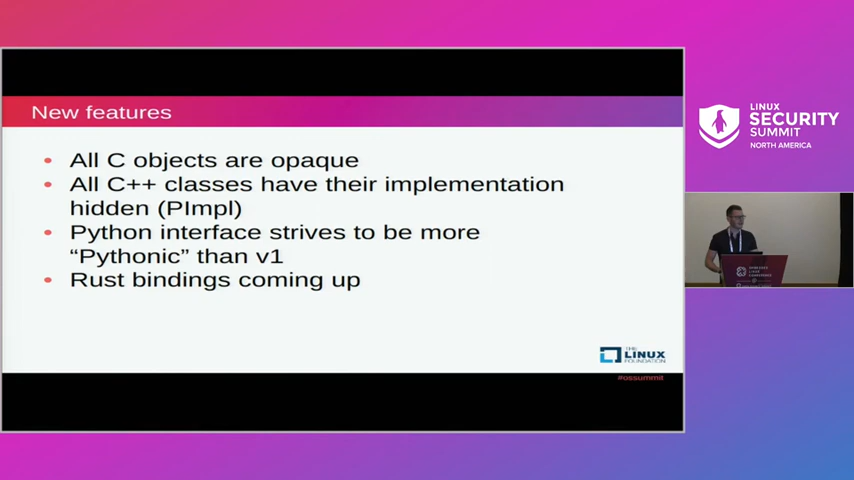 New features
• All C objects are opaque
• All C++ classes have their implementation
hidden (PImpl)
• Python interface strives to be more
“Pythonic” than v1
• Rust bindings coming up
THE
LINUX
FOUNDATION
#ossummit
LINUX
SECURITY
SUMMIT
NORTH AMERICA